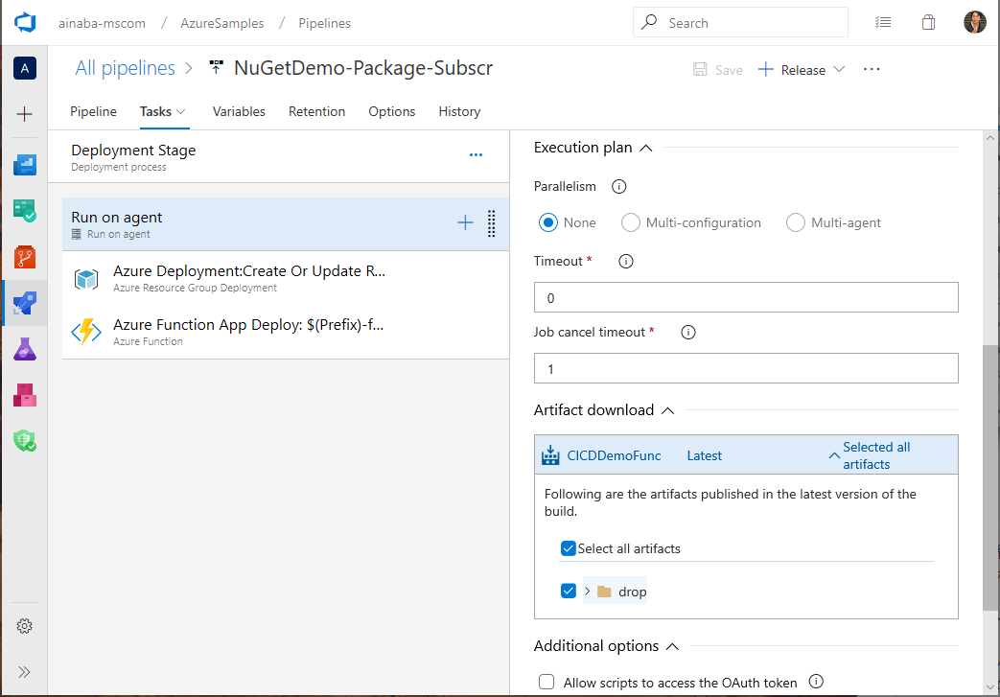 ainaba-mscom / AzureSamples / Pipelines
Search
A
All pipelines > NuGetDemo-Package-Subscr
Save
Release
Pipeline Tasks Variables Retention Options History
Deployment Stage
Deployment process
Run on agent
Run on agent
Azure Deployment:Create Or Update R...
Azure Resource Group Deployment
Azure Function App Deploy: $(Prefix)-f...
Azure Function
Execution plan
Parallelism
None Multi-configuration Multi-agent
Timeout *
0
Job cancel timeout *
1
Artifact download
CICDDemoFunc Latest
Selected all
artifacts
Following are the artifacts published in the latest version of the
build.
Select all artifacts
drop
Additional options
Allow scripts to access the OAuth token